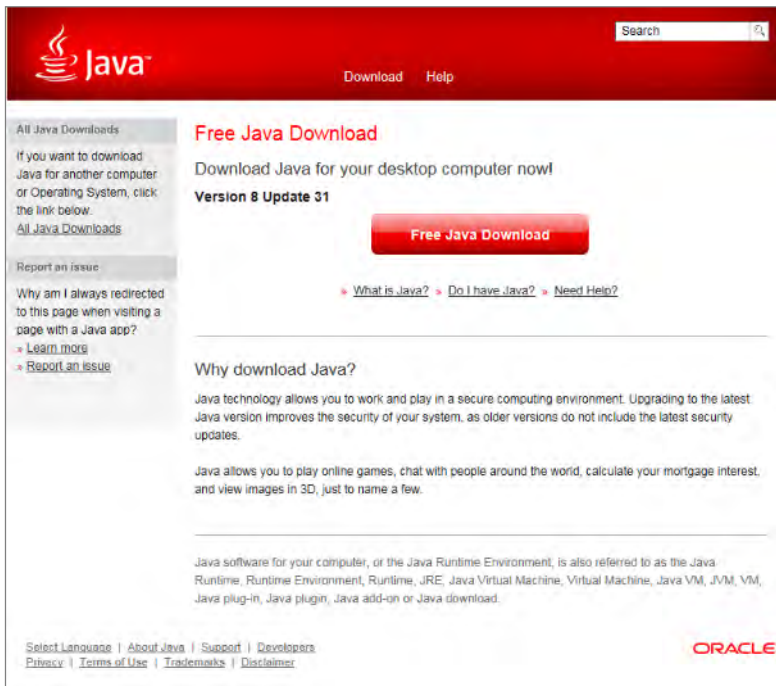 Java™
Search
Download Help
All Java Downloads
If you want to download
Java for another computer
or Operating System, click
the link below.
All Java Downloads
Report an issue
Why am I always redirected
to this page when visiting a
page with a Java app?
» Learn more
» Report an issue
Free Java Download
Download Java for your desktop computer now!
Version 8 Update 31
Free Java Download
» What is Java? » Do I have Java? » Need Help?
Why download Java?
Java technology allows you to work and play in a secure computing environment. Upgrading to the latest
Java version improves the security of your system, as older versions do not include the latest security
updates.
Java allows you to play online games, chat with people around the world, calculate your mortgage interest,
and view images in 3D, just to name a few.
Java software for your computer, or the Java Runtime Environment, is also referred to as the Java
Runtime, Runtime Environment, Runtime, JRE, Java Virtual Machine, Virtual Machine, Java VM, JVM, VM,
Java plug-in, Java plugin, Java add-on or Java download.
Select Language | About Java | Support | Developers
Privacy | Terms of Use | Trademarks | Disclaimer
ORACLE